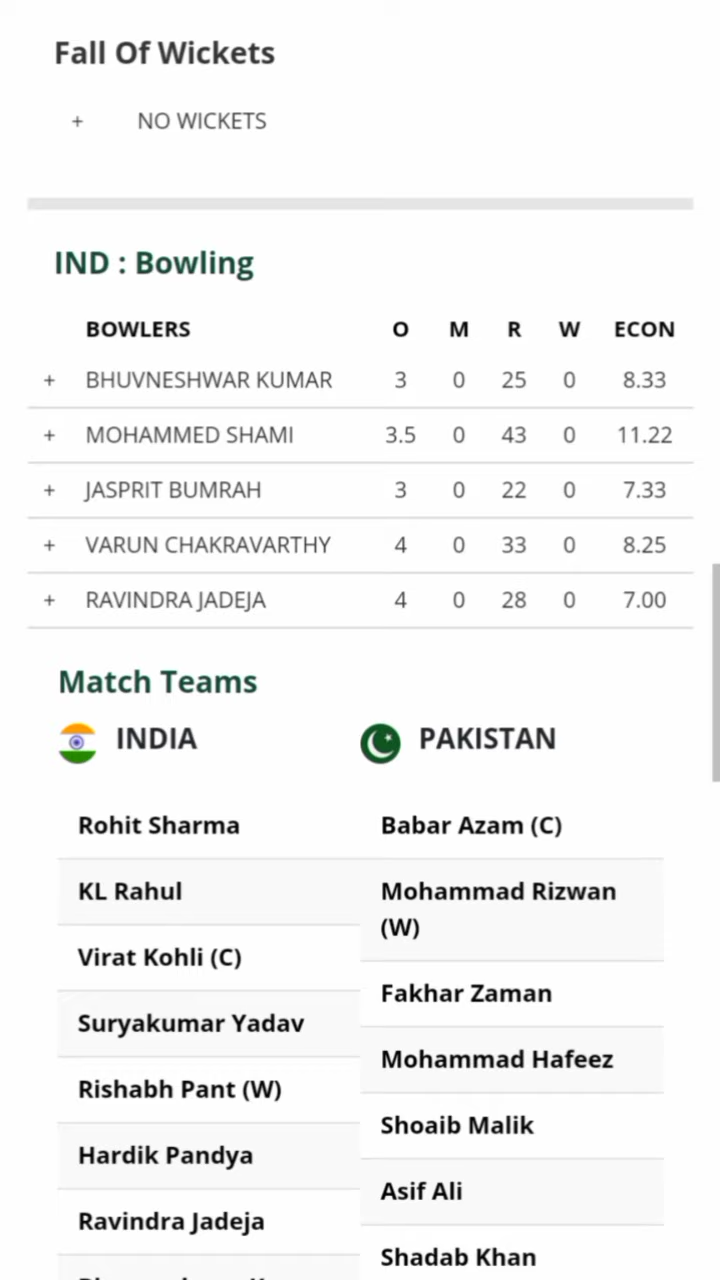 Fall Of Wickets
+ NO WICKETS
IND : Bowling
BOWLERS O M R W ECON
+ BHUVNESHWAR KUMAR 3 0 25 0 8.33
+ MOHAMMED SHAMI 3.5 0 43 0 11.22
+ JASPRIT BUMRAH 3 0 22 0 7.33
+ VARUN CHAKRAVARTHY 4 0 33 0 8.25
+ RAVINDRA JADEJA 4 0 28 0 7.00
Match Teams
INDIA PAKISTAN
Rohit Sharma
KL Rahul
Virat Kohli (C)
Suryakumar Yadav
Rishabh Pant (W)
Hardik Pandya
Ravindra Jadeja
Babar Azam (C)
Mohammad Rizwan
(W)
Fakhar Zaman
Mohammad Hafeez
Shoaib Malik
Asif Ali
Shadab Khan